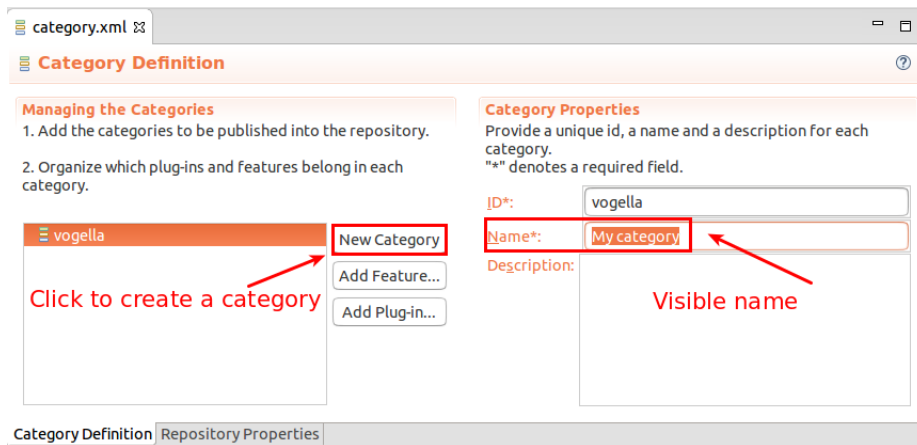 category.xml
Category Definition
Managing the Categories
1. Add the categories to be published into the repository.
2. Organize which plug-ins and features belong in each
category.
vogella
New Category
Add Feature...
Add Plug-in...
Click to create a category
Category Properties
Provide a unique id, a name and a description for each
category.
"*" denotes a required field.
ID*:
vogella
Name*:
My category
Description:
Visible name
Category Definition
Repository Properties